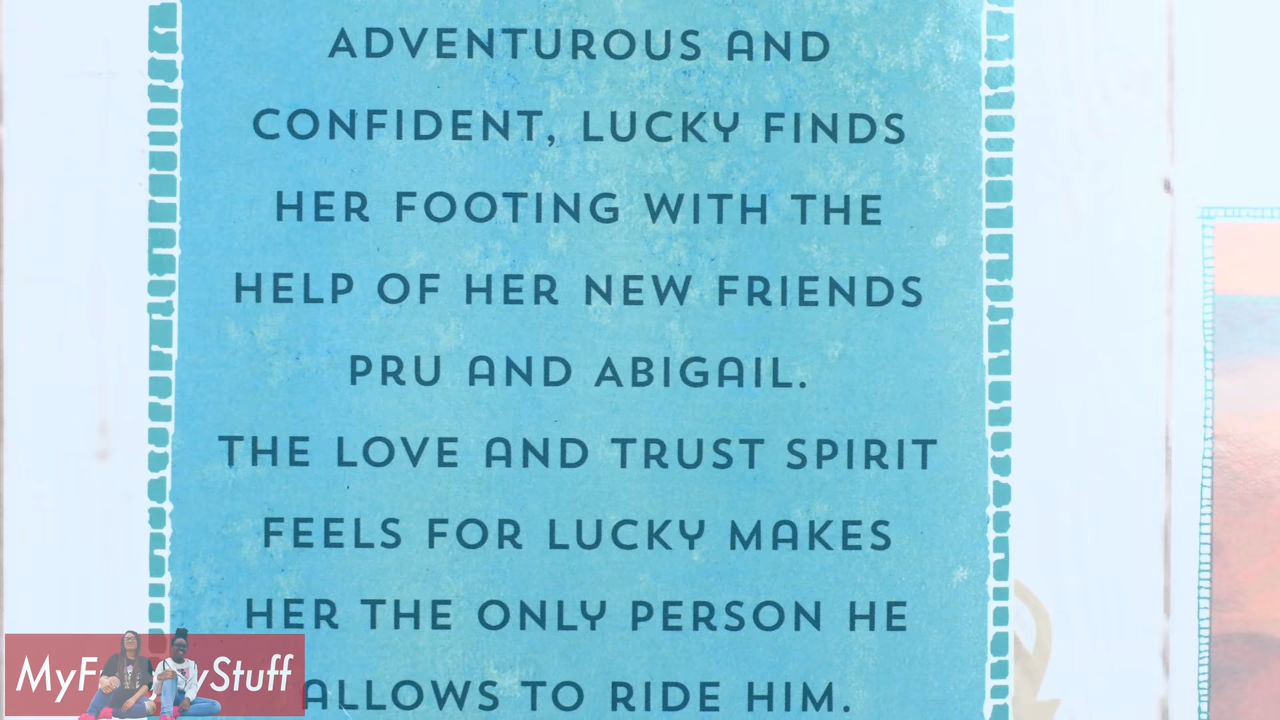 ADVENTUROUS AND
CONFIDENT, LUCKY FINDS
HER FOOTING WITH THE
HELP OF HER NEW FRIENDS
PRU AND ABIGAIL.
THE LOVE AND TRUST SPIRIT
FEELS FOR LUCKY MAKES
HER THE ONLY PERSON HE
ALLOWS TO RIDE HIM.